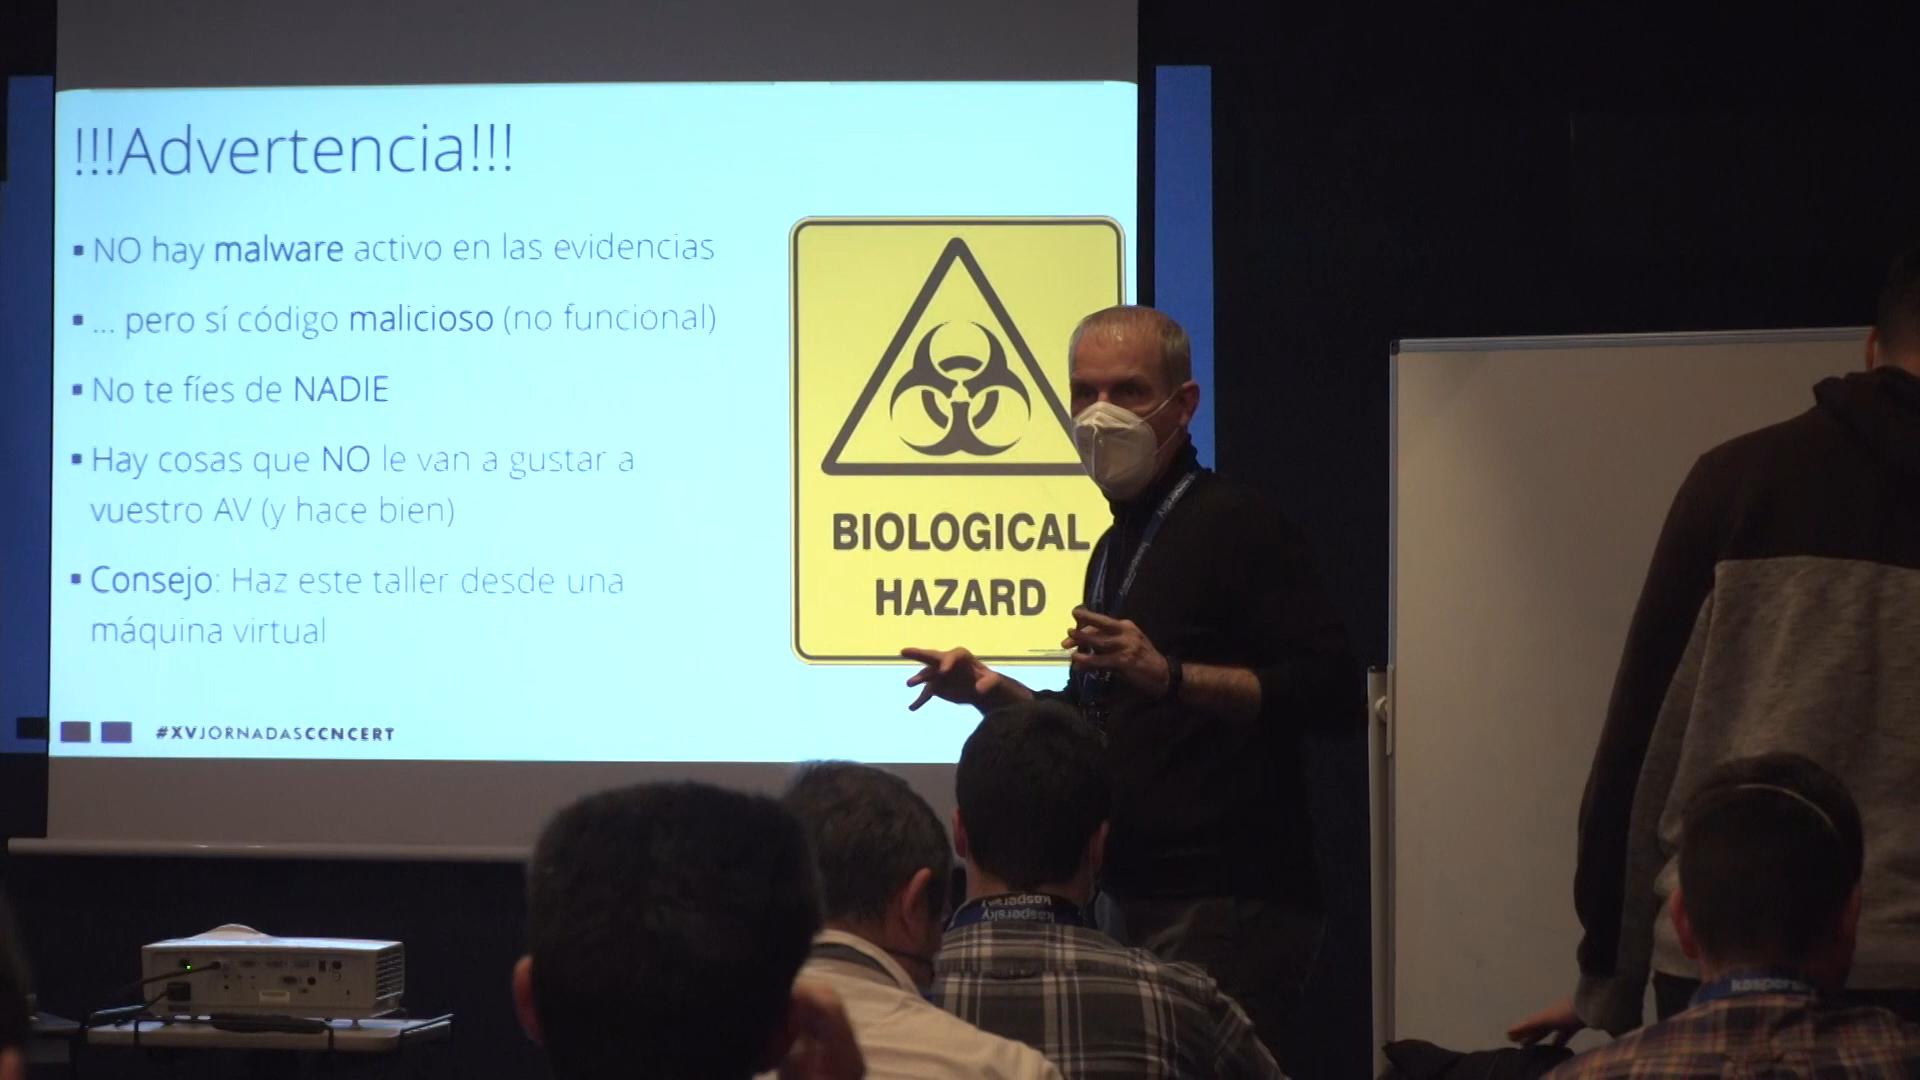 !!!Advertencia!!!
▪ NO hay malware activo en las evidencias
▪ ... pero sí código malicioso (no funcional)
▪ No te fíes de NADIE
▪ Hay cosas que NO le van a gustar a
vuestro AV (y hace bien)
▪ Consejo: Haz este taller desde una
máquina virtual
#XVJORNADASCCNCERT
BIOLOGICAL
HAZARD
kaspersky
kaspersky
kaspersky
kaspersky